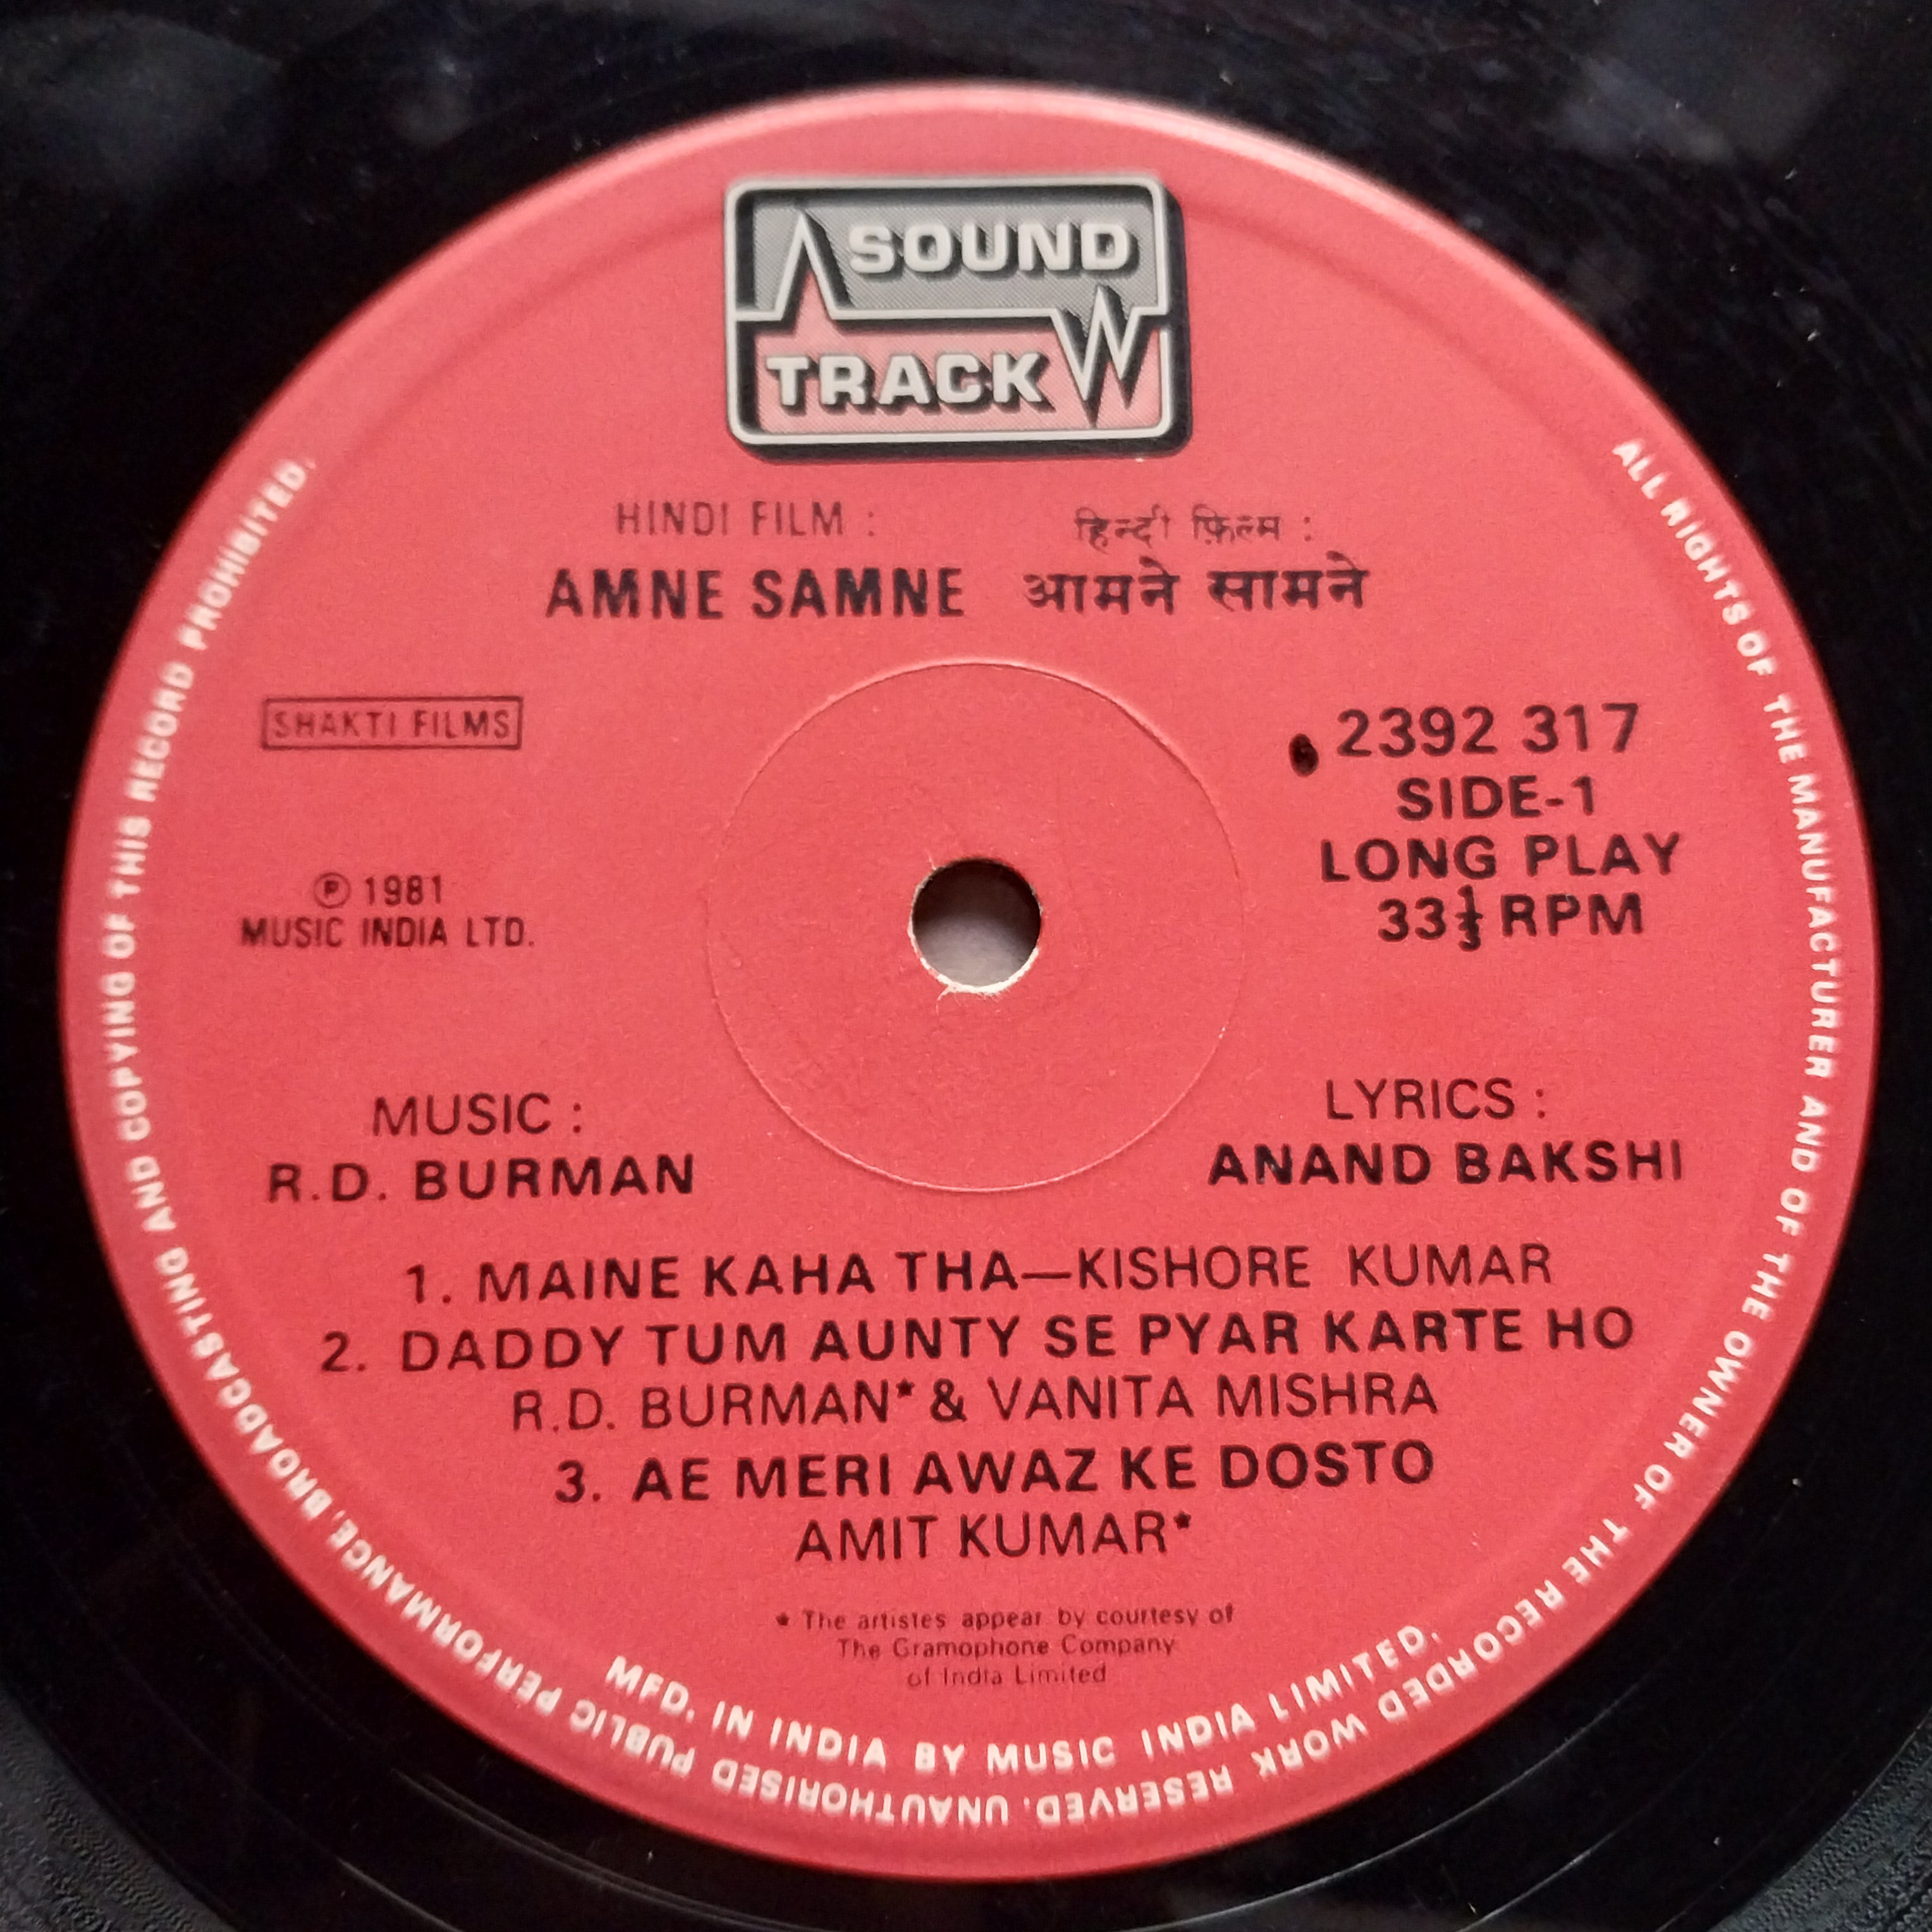 SOUND
TRACK
HINDI FILM :
हिन्दी फ़िल्म :
AMNE SAMNE
आमने सामने
SHAKTI FILMS
2392 317
SIDE-1
LONG PLAY
33⅓ RPM
℗ 1981
MUSIC INDIA LTD.
MUSIC :
R.D. BURMAN
LYRICS :
ANAND BAKSHI
1. MAINE KAHA THA—KISHORE KUMAR
2. DADDY TUM AUNTY SE PYAR KARTE HO
R.D. BURMAN* & VANITA MISHRA
3. AE MERI AWAZ KE DOSTO
AMIT KUMAR*
* The artistes appear by courtesy of
The Gramophone Company
of India Limited
MFD. IN INDIA BY MUSIC INDIA LIMITED.
ALL RIGHTS OF THE MANUFACTURER AND OF THE OWNER OF THE RECORDED WORK RESERVED. UNAUTHORISED PUBLIC PERFORMANCE, BROADCASTING AND COPYING OF THIS RECORD PROHIBITED.